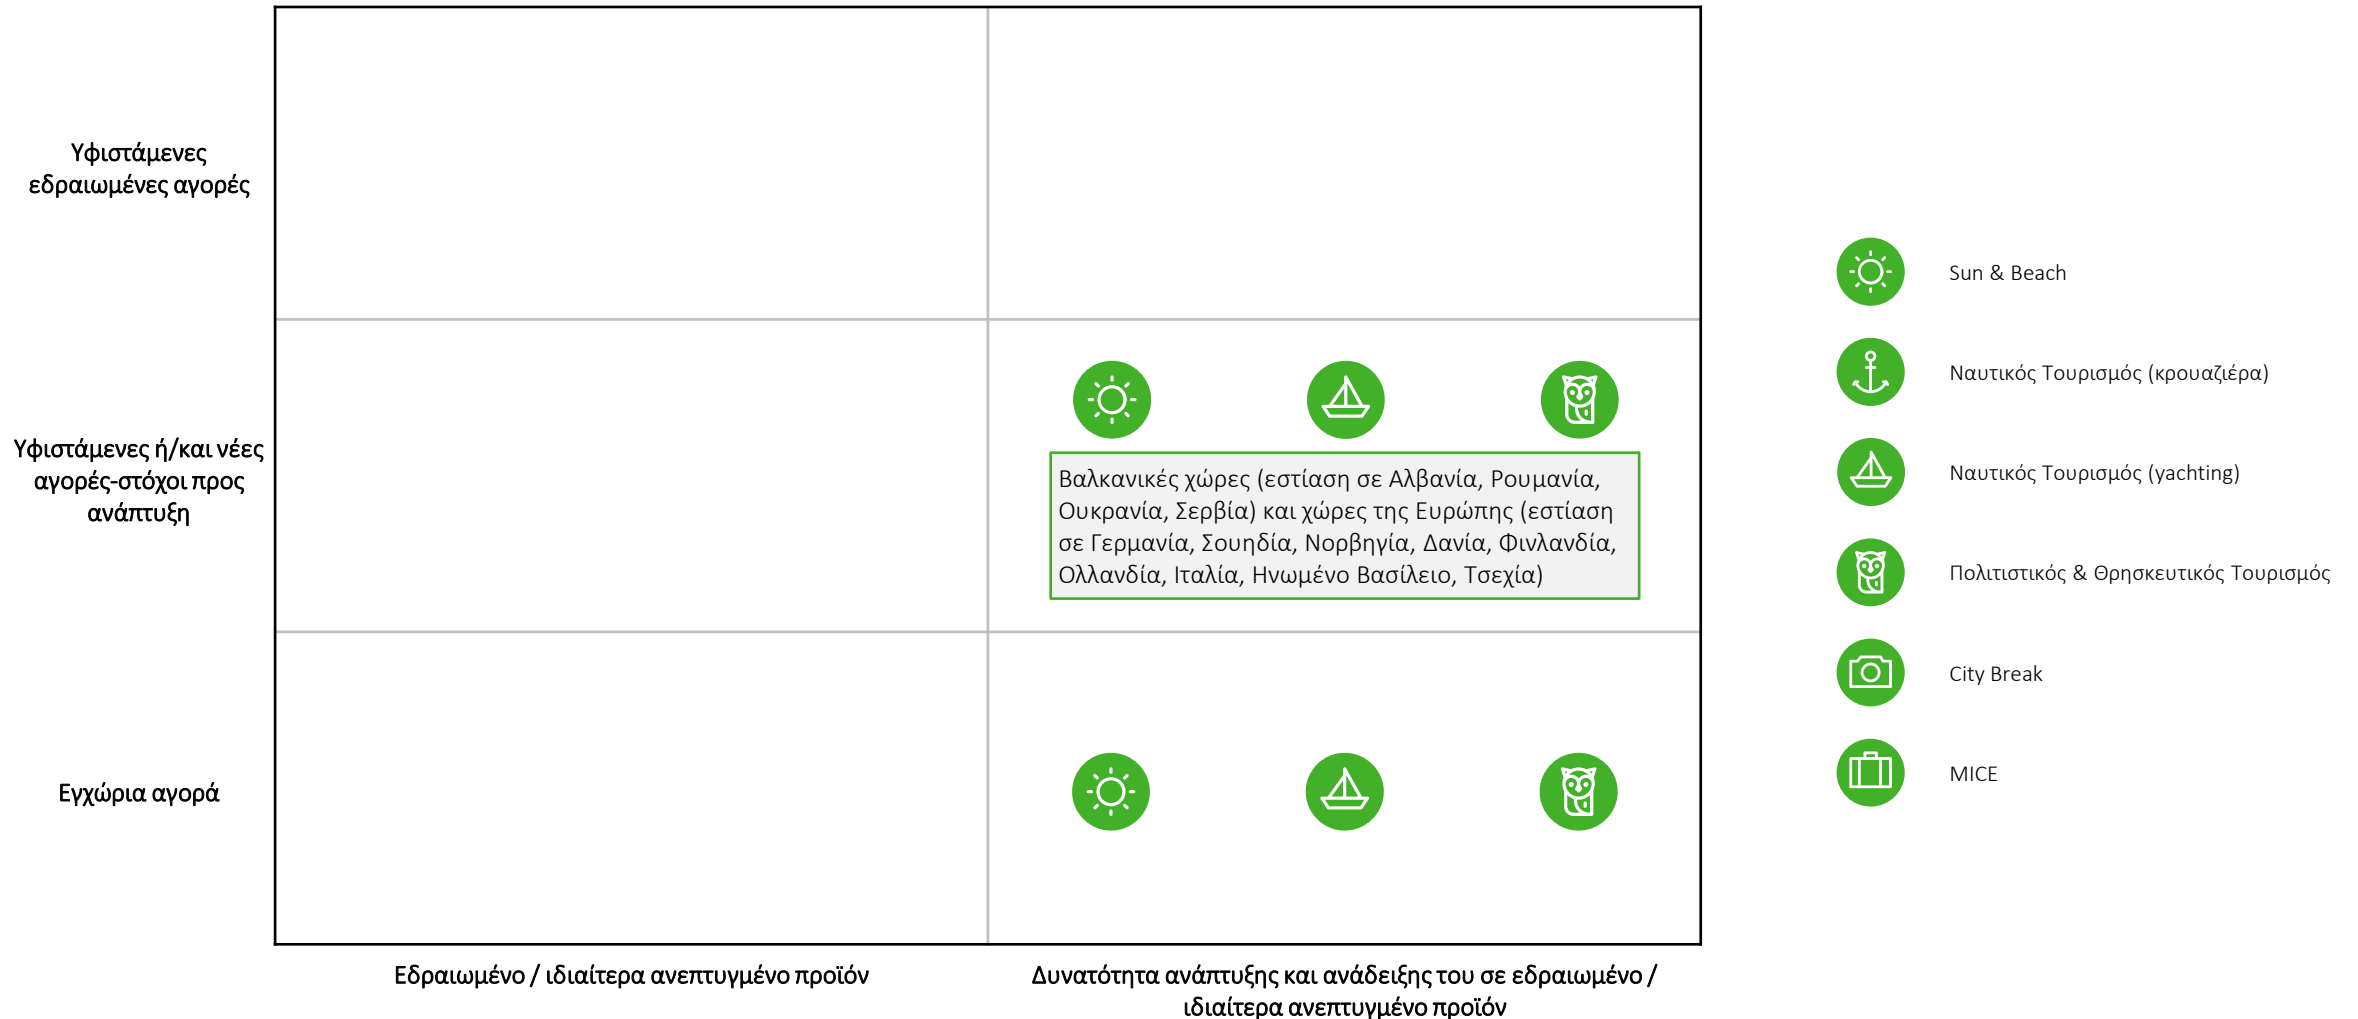 Υφιστάμενες
εδραιωμένες αγορές
Υφιστάμενες ή/και νέες
αγορές-στόχοι προς
ανάπτυξη
Βαλκανικές χώρες (εστίαση σε Αλβανία, Ρουμανία,
Ουκρανία, Σερβία) και χώρες της Ευρώπης (εστίαση
σε Γερμανία, Σουηδία, Νορβηγία, Δανία, Φινλανδία,
Ολλανδία, Ιταλία, Ηνωμένο Βασίλειο, Τσεχία)
Εγχώρια αγορά
Εδραιωμένο / ιδιαίτερα ανεπτυγμένο προϊόν
Δυνατότητα ανάπτυξης και ανάδειξης του σε εδραιωμένο /
ιδιαίτερα ανεπτυγμένο προϊόν
Sun & Beach
Ναυτικός Τουρισμός (κρουαζιέρα)
Ναυτικός Τουρισμός (yachting)
Πολιτιστικός & Θρησκευτικός Τουρισμός
City Break
MICE